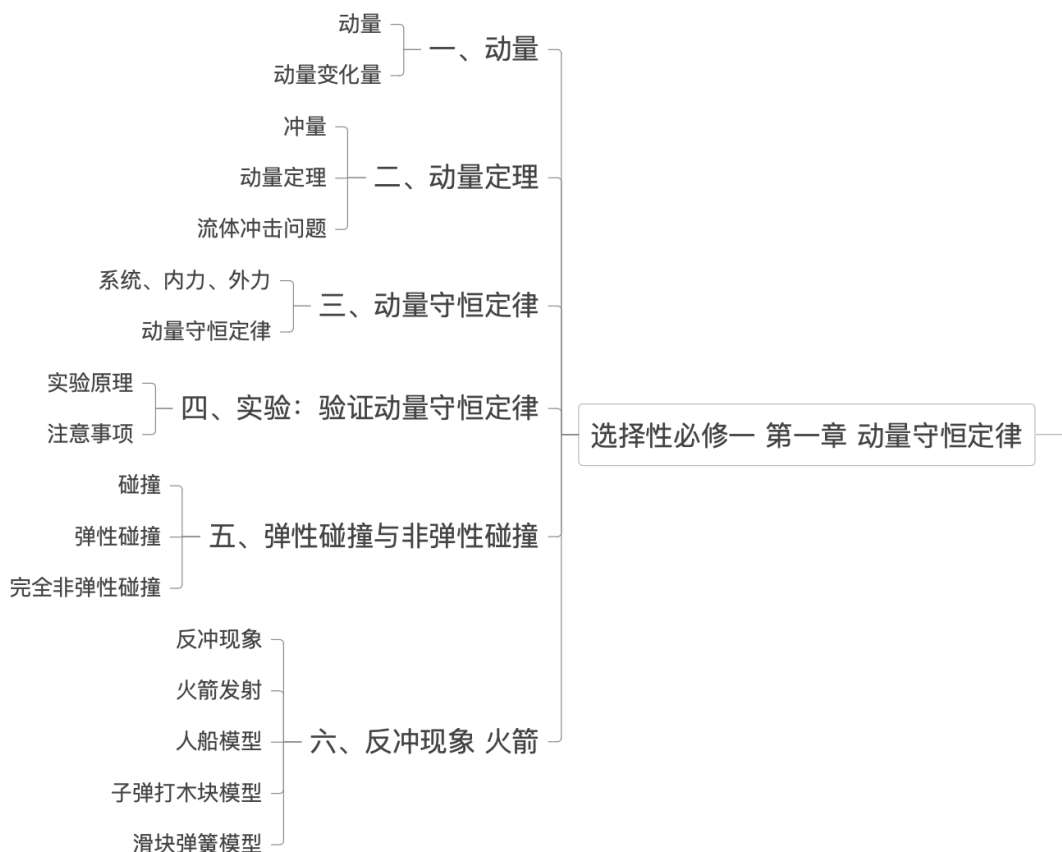 选择性必修一 第一章 动量守恒定律
一、动量
动量
动量变化量
二、动量定理
冲量
动量定理
流体冲击问题
三、动量守恒定律
系统、内力、外力
动量守恒定律
四、实验：验证动量守恒定律
实验原理
注意事项
五、弹性碰撞与非弹性碰撞
碰撞
弹性碰撞
完全非弹性碰撞
六、反冲现象 火箭
反冲现象
火箭发射
人船模型
子弹打木块模型
滑块弹簧模型